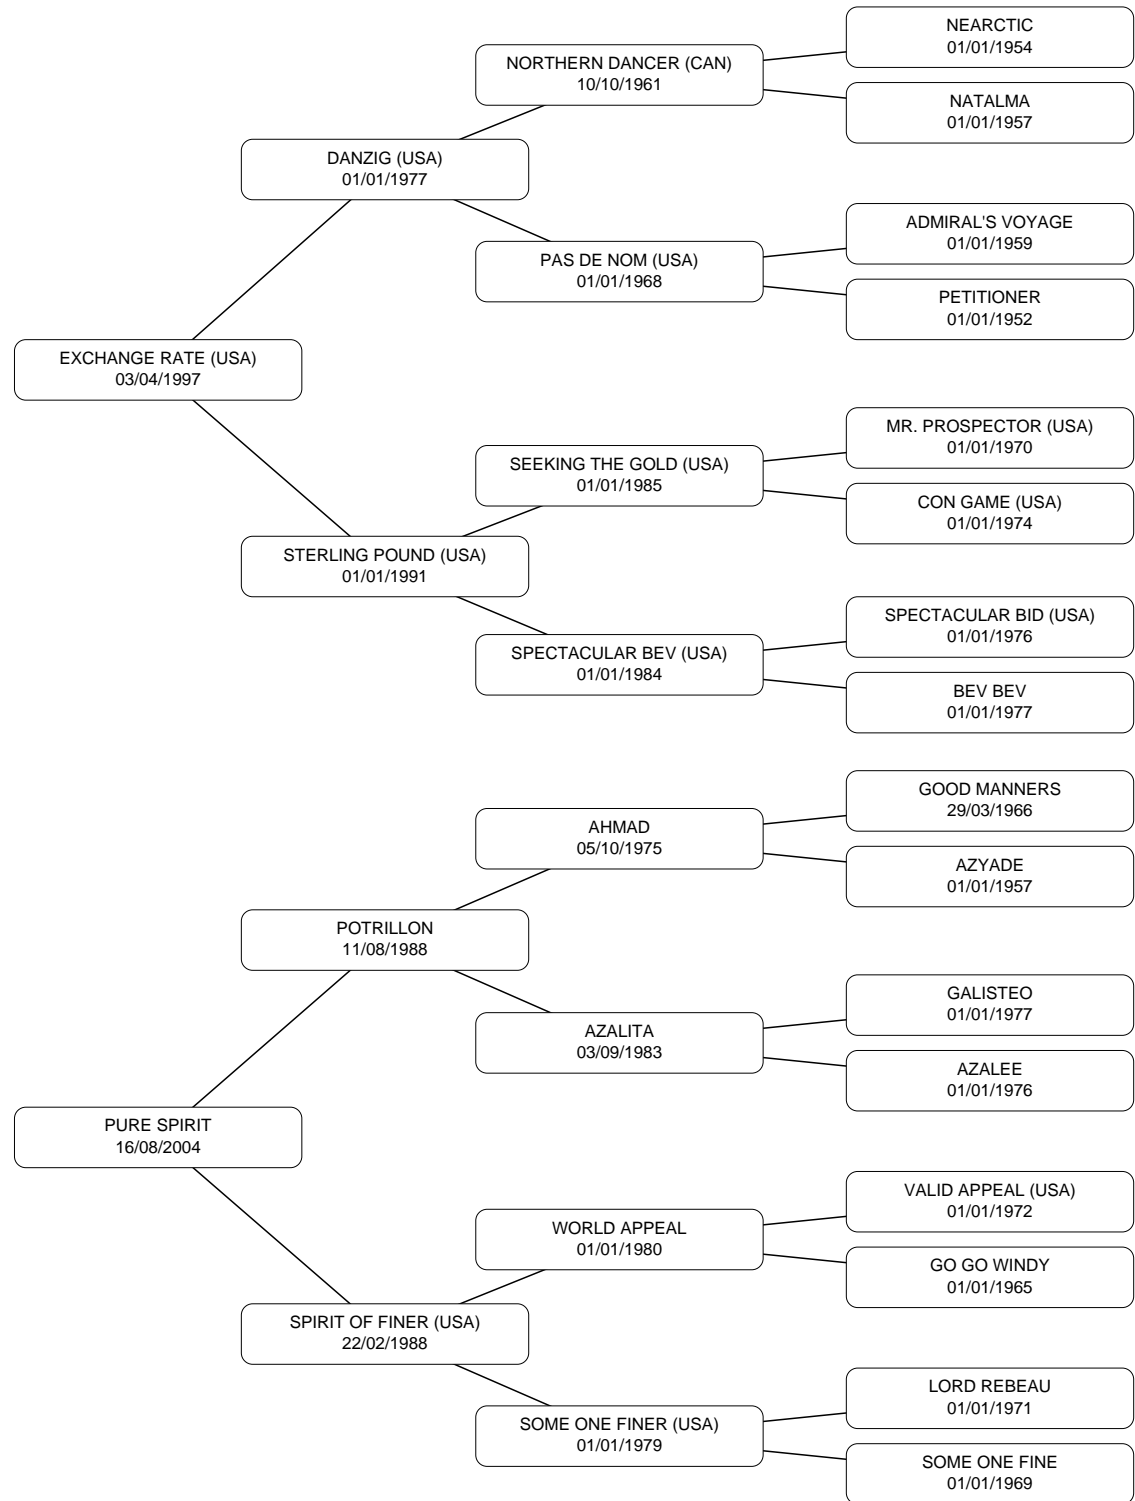 NEARCTIC
01/01/1954
NORTHERN DANCER (CAN)
10/10/1961
NATALMA
01/01/1957
DANZIG (USA)
01/01/1977
ADMIRAL'S VOYAGE
01/01/1959
PAS DE NOM (USA)
01/01/1968
PETITIONER
01/01/1952
EXCHANGE RATE (USA)
03/04/1997
MR. PROSPECTOR (USA)
01/01/1970
SEEKING THE GOLD (USA)
01/01/1985
CON GAME (USA)
01/01/1974
STERLING POUND (USA)
01/01/1991
SPECTACULAR BID (USA)
01/01/1976
SPECTACULAR BEV (USA)
01/01/1984
BEV BEV
01/01/1977
GOOD MANNERS
29/03/1966
AHMAD
05/10/1975
AZYADE
01/01/1957
POTRILLON
11/08/1988
GALISTEO
01/01/1977
AZALITA
03/09/1983
AZALEE
01/01/1976
PURE SPIRIT
16/08/2004
VALID APPEAL (USA)
01/01/1972
WORLD APPEAL
01/01/1980
GO GO WINDY
01/01/1965
SPIRIT OF FINER (USA)
22/02/1988
LORD REBEAU
01/01/1971
SOME ONE FINER (USA)
01/01/1979
SOME ONE FINE
01/01/1969